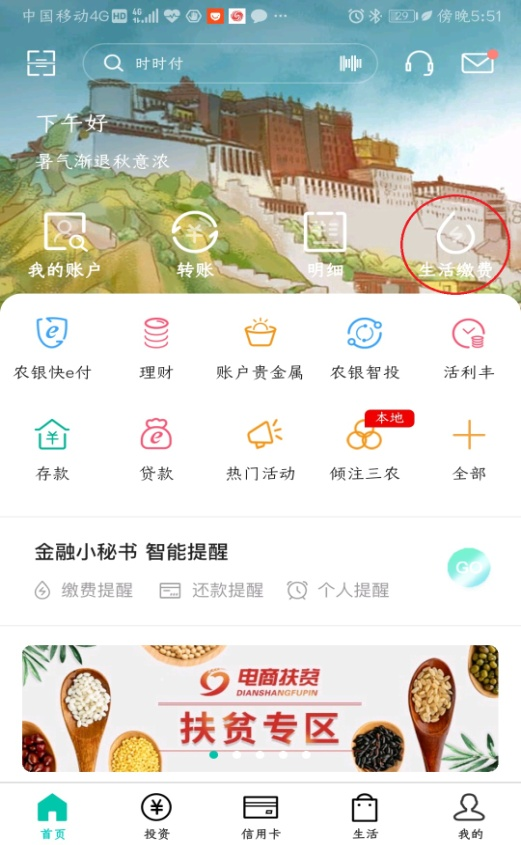 中国移动4G HD 4G 29 傍晚5:51
时时付
下午好
暑气渐退秋意浓
我的账户 转账 明细 生活缴费
农银快e付 理财 账户贵金属 农银智投 活利丰
本地
存款 贷款 热门活动 倾注三农 全部
金融小秘书 智能提醒
GO
缴费提醒 还款提醒 个人提醒
电商扶贫
DIANSHANGFUPIN
扶贫专区
首页 投资 信用卡 生活 我的